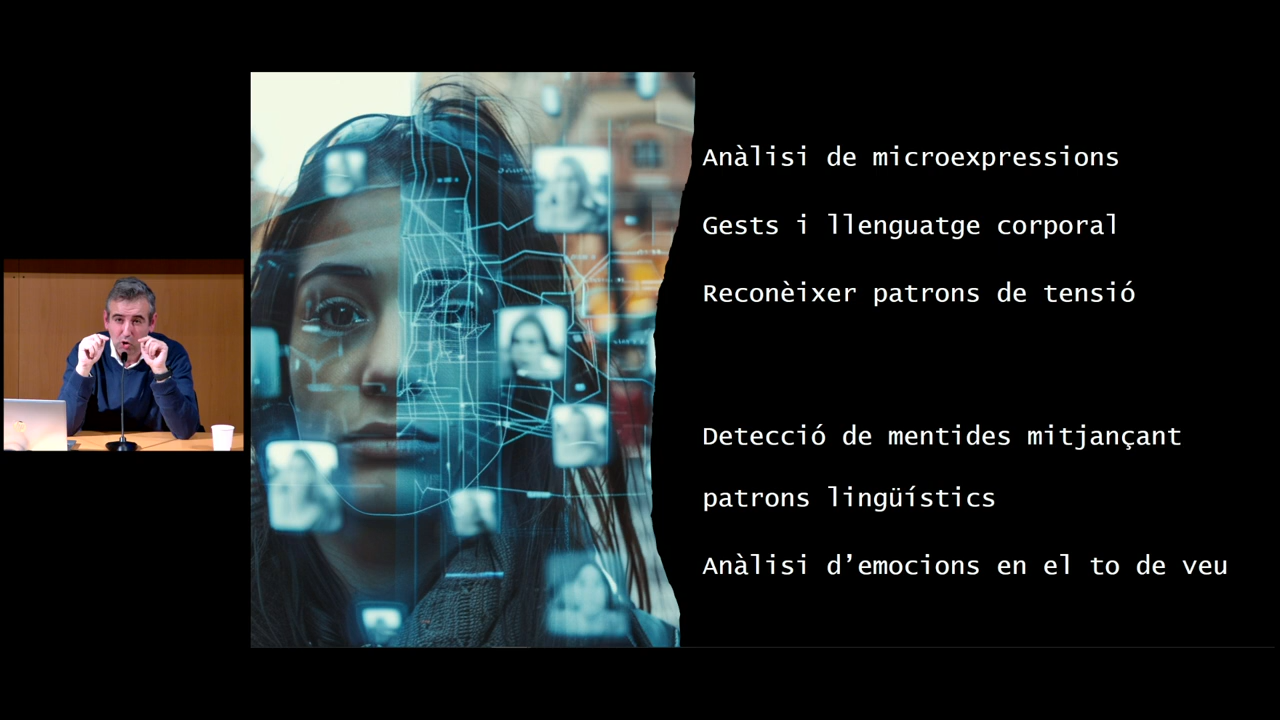 Anàlisi de microexpressions
Gests i llenguatge corporal
Reconèixer patrons de tensió
Detecció de mentides mitjançant
patrons lingüístics
Anàlisi d’emocions en el to de veu